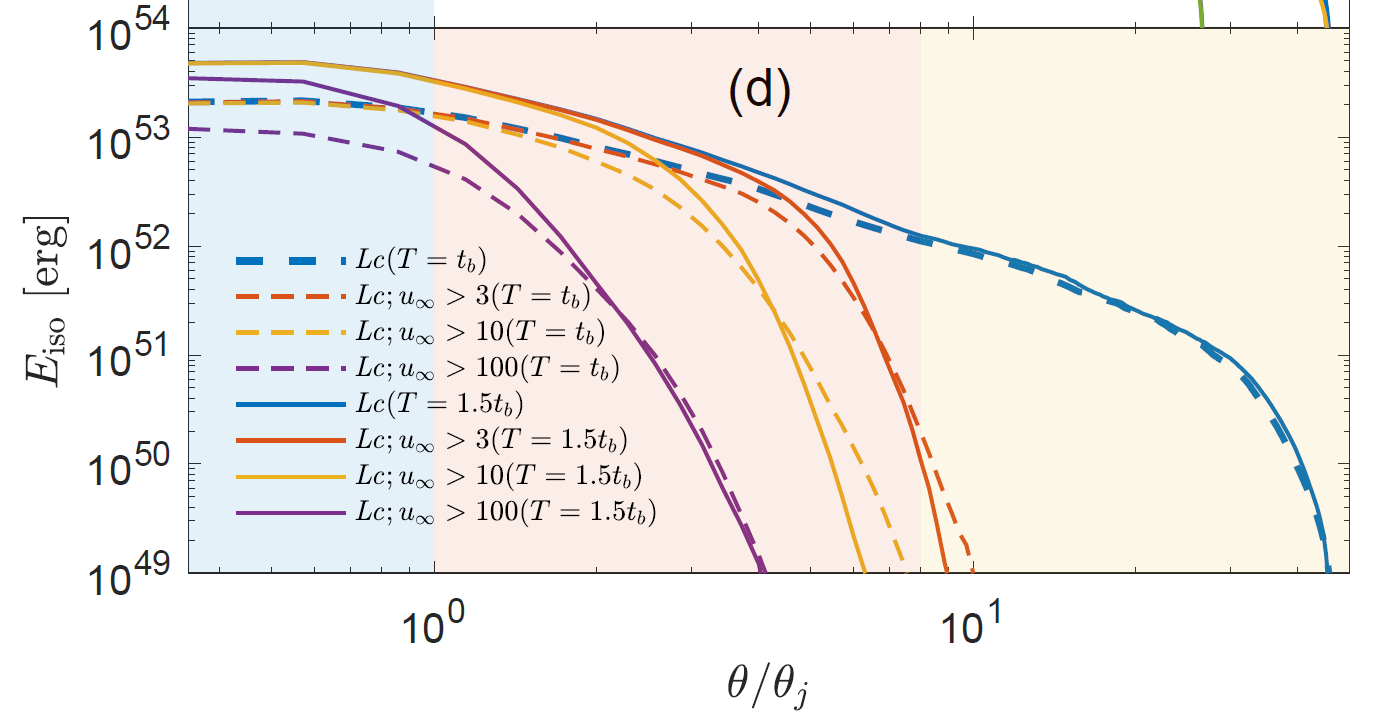 10^54
(d)
10^53
10^52
10^51
10^50
10^49
E_iso [erg]
Lc(T = t_b)
Lc; u_∞ > 3(T = t_b)
Lc; u_∞ > 10(T = t_b)
Lc; u_∞ > 100(T = t_b)
Lc(T = 1.5t_b)
Lc; u_∞ > 3(T = 1.5t_b)
Lc; u_∞ > 10(T = 1.5t_b)
Lc; u_∞ > 100(T = 1.5t_b)
10^0 10^1
θ/θ_j